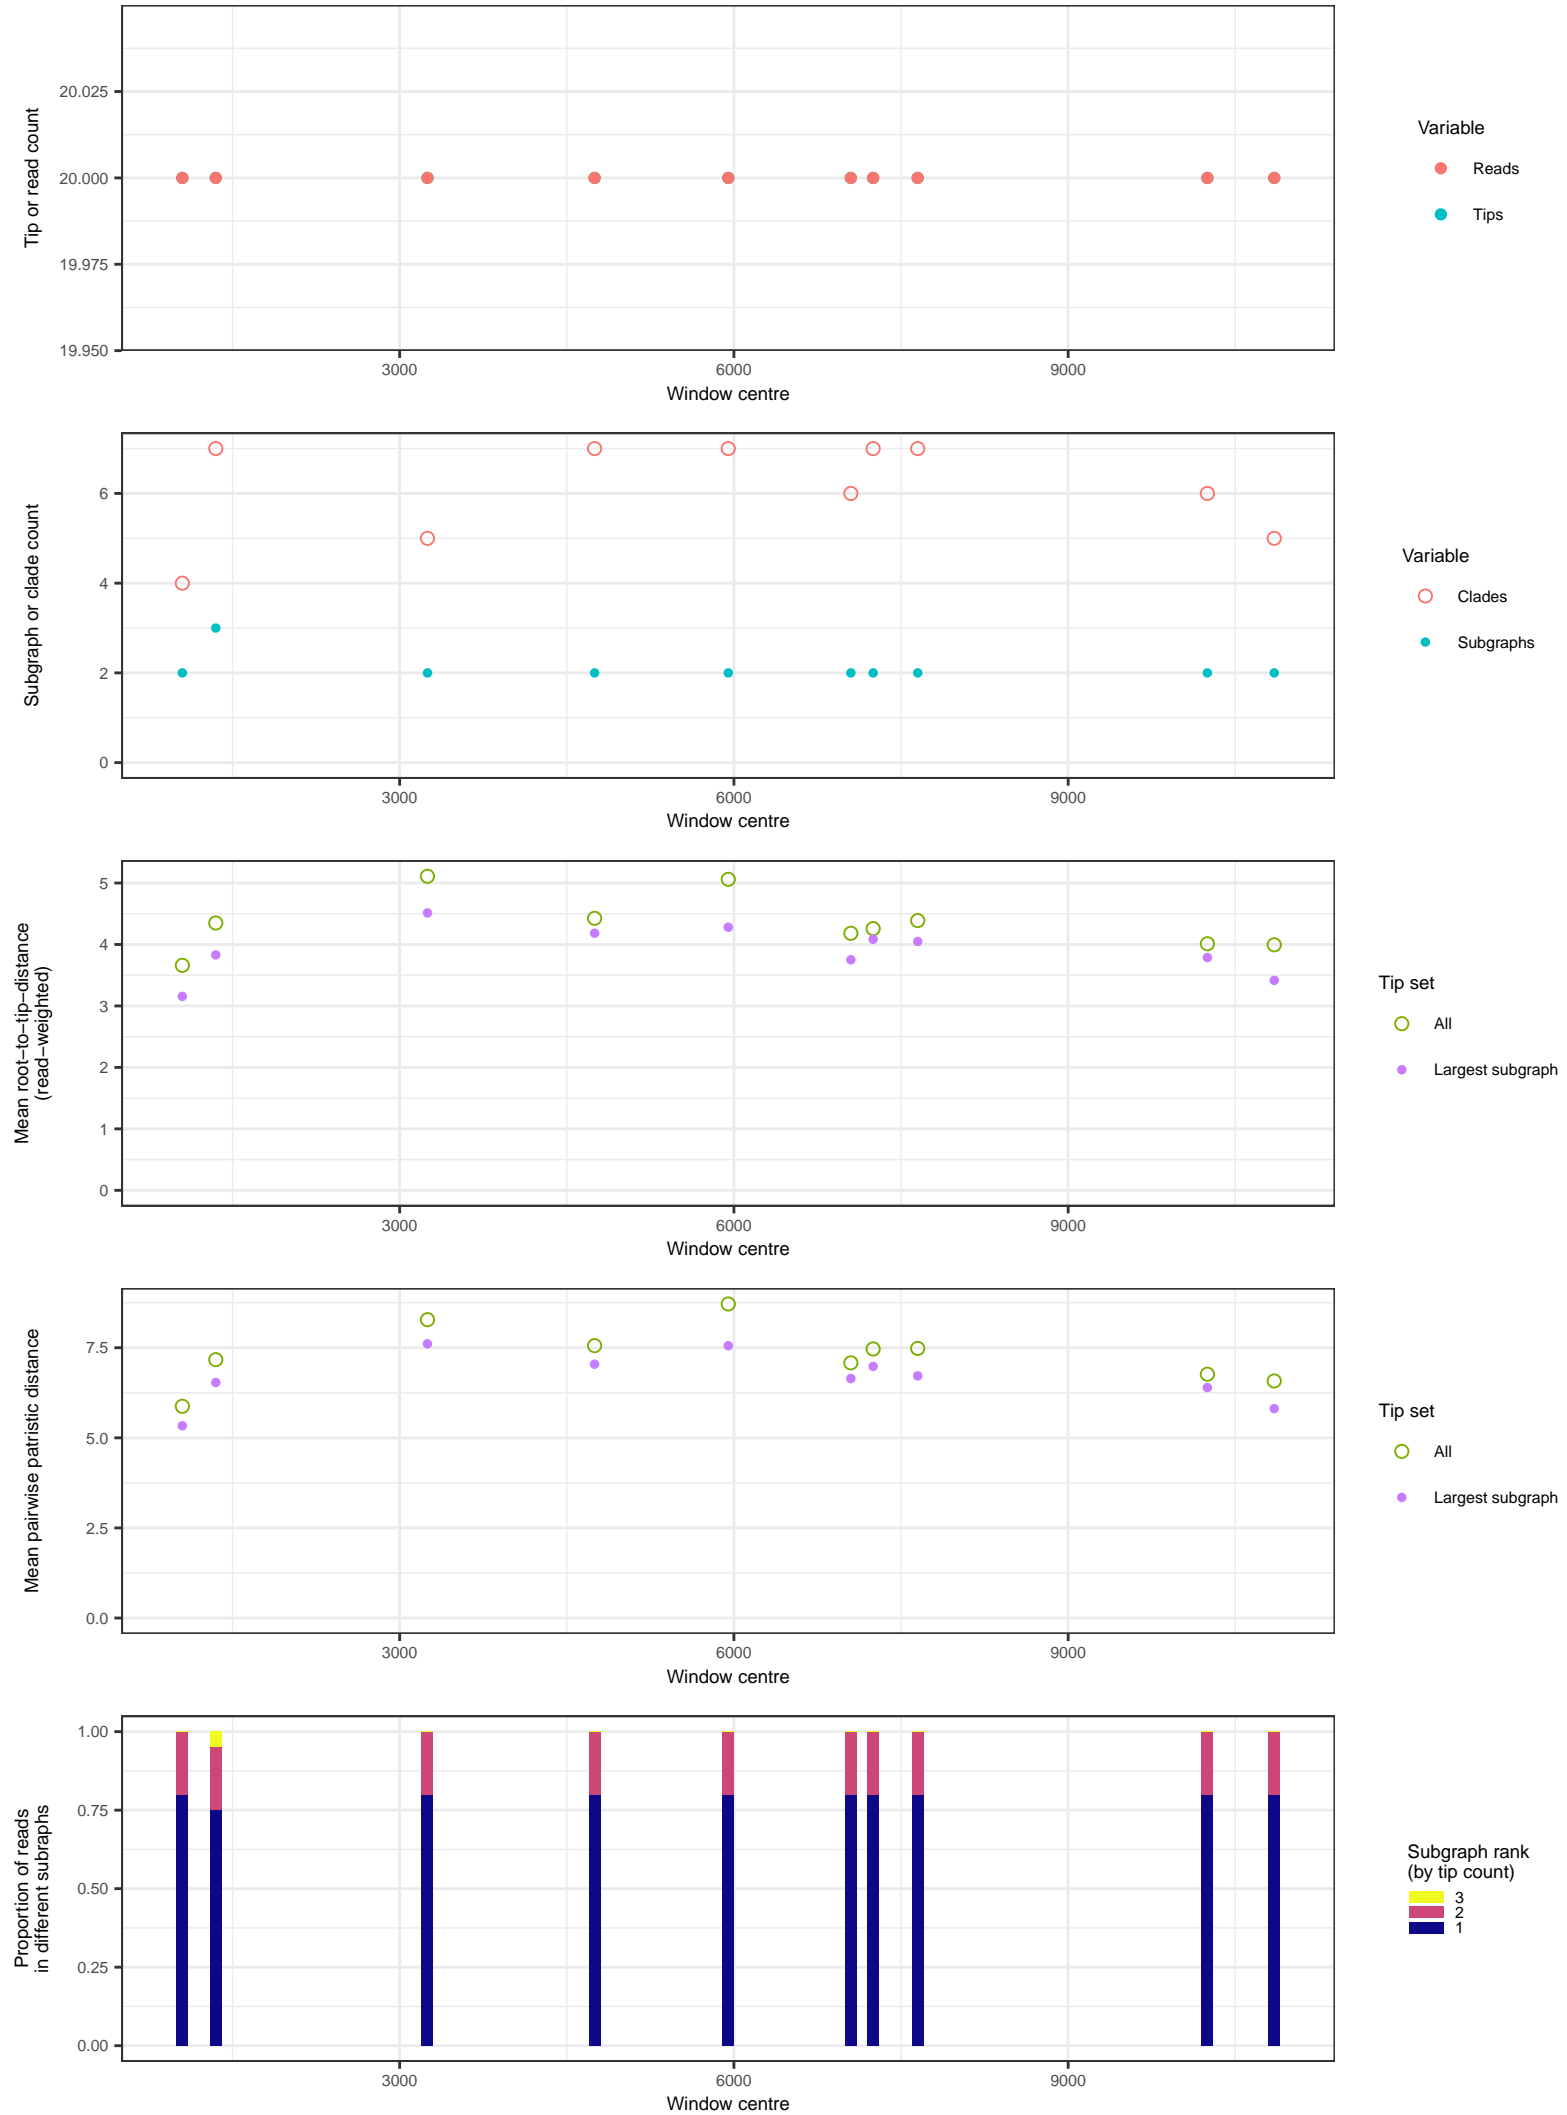 Tip or read count
20.025
20.000
19.975
19.950
3000
6000
9000
Window centre
Variable
Reads
Tips
Subgraph or clade count
6
4
2
0
3000
6000
9000
Window centre
Variable
Clades
Subgraphs
Mean root−to−tip−distance
(read−weighted)
5
4
3
2
1
0
3000
6000
9000
Window centre
Tip set
All
Largest subgraph
Mean pairwise patristic distance
7.5
5.0
2.5
0.0
3000
6000
9000
Window centre
Tip set
All
Largest subgraph
Proportion of reads
in different subraphs
1.00
0.75
0.50
0.25
0.00
3000
6000
9000
Window centre
Subgraph rank
(by tip count)
3
2
1